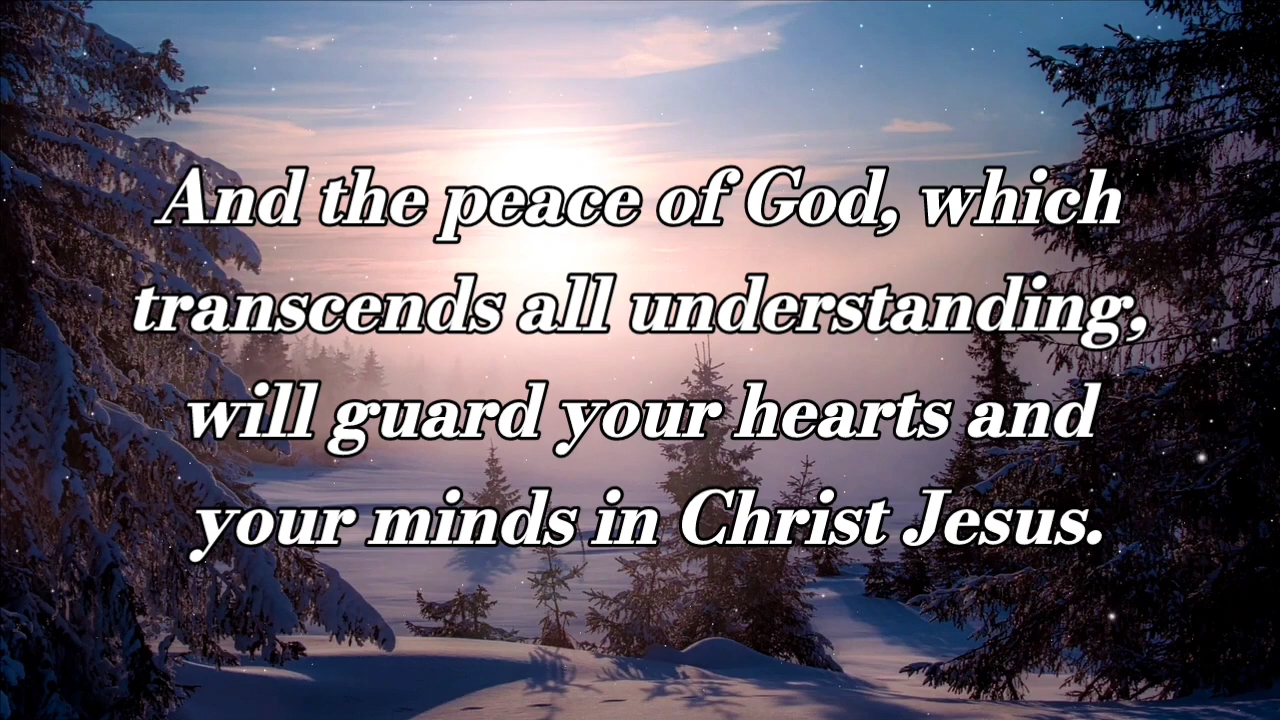 And the peace of God, which
transcends all understanding,
will guard your hearts and
your minds in Christ Jesus.